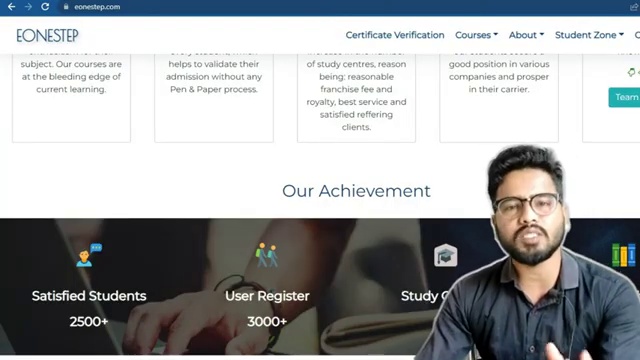 eonestep.com
EONESTEP
Certificate Verification Courses About Student Zone
subject. Our courses are
at the bleeding edge of
current learning.
which
helps to validate their
admission without any
Pen & Paper process.
of study centres, reason
being: reasonable
franchise fee and
royalty, best service and
satisfied reffering
clients.
good position in various
companies and prosper
in their carrier.
Team
Our Achievement
Satisfied Students
2500+
User Register
3000+
Study